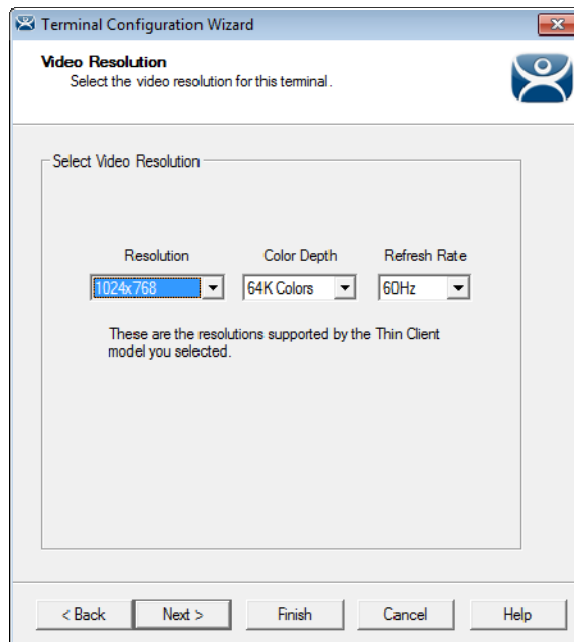 Terminal Configuration Wizard
Video Resolution
Select the video resolution for this terminal.
Select Video Resolution
Resolution Color Depth Refresh Rate
1024x768 64K Colors 60Hz
These are the resolutions supported by the Thin Client
model you selected.
< Back Next > Finish Cancel Help